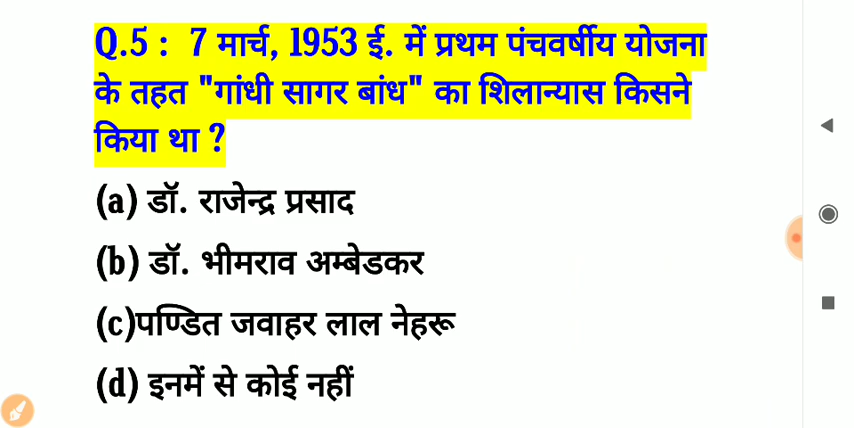 Q.5 : 7 मार्च, 1953 ई. में प्रथम पंचवर्षीय योजना
के तहत "गांधी सागर बांध" का शिलान्यास किसने
किया था ?
(a) डॉ. राजेन्द्र प्रसाद
(b) डॉ. भीमराव अम्बेडकर
(c)पण्डित जवाहर लाल नेहरू
(d) इनमें से कोई नहीं